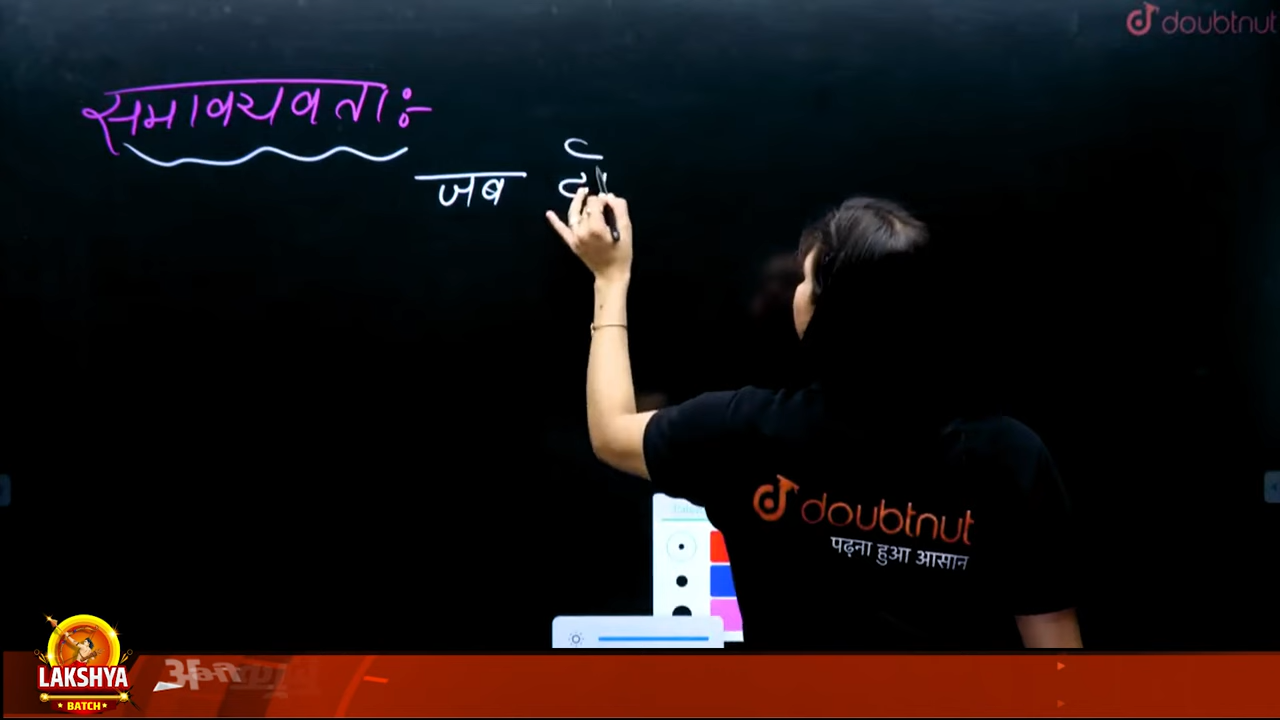 doubtnut
समावयवता :-
जब दो
doubtnut
पढ़ना हुआ आसान
LAKSHYA
BATCH